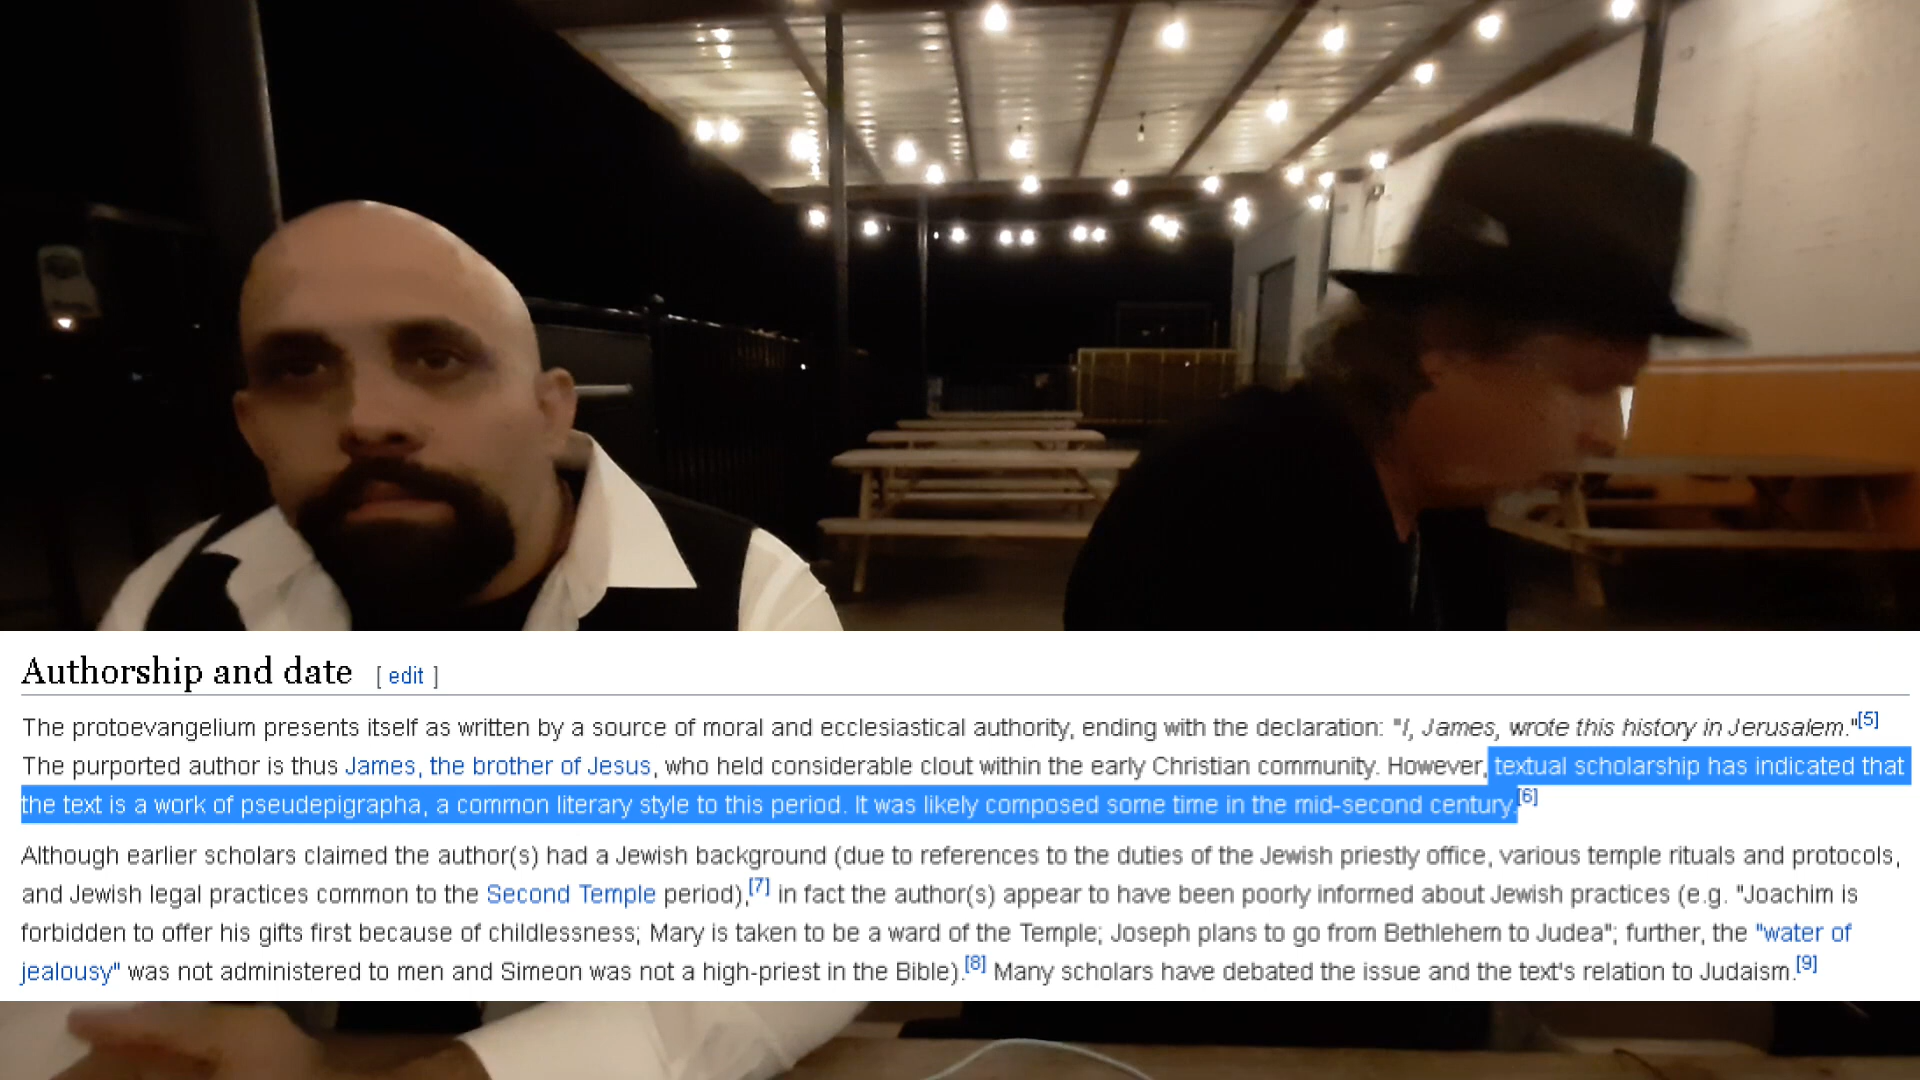 Authorship and date [ edit ]
The protoevangelium presents itself as written by a source of moral and ecclesiastical authority, ending with the declaration: "I, James, wrote this history in Jerusalem."[5]
The purported author is thus James, the brother of Jesus, who held considerable clout within the early Christian community. However, textual scholarship has indicated that
the text is a work of pseudepigrapha, a common literary style to this period. It was likely composed some time in the mid-second century.[6]
Although earlier scholars claimed the author(s) had a Jewish background (due to references to the duties of the Jewish priestly office, various temple rituals and protocols,
and Jewish legal practices common to the Second Temple period),[7] in fact the author(s) appear to have been poorly informed about Jewish practices (e.g. "Joachim is
forbidden to offer his gifts first because of childlessness; Mary is taken to be a ward of the Temple; Joseph plans to go from Bethlehem to Judea"; further, the "water of
jealousy" was not administered to men and Simeon was not a high-priest in the Bible).[8] Many scholars have debated the issue and the text's relation to Judaism.[9]